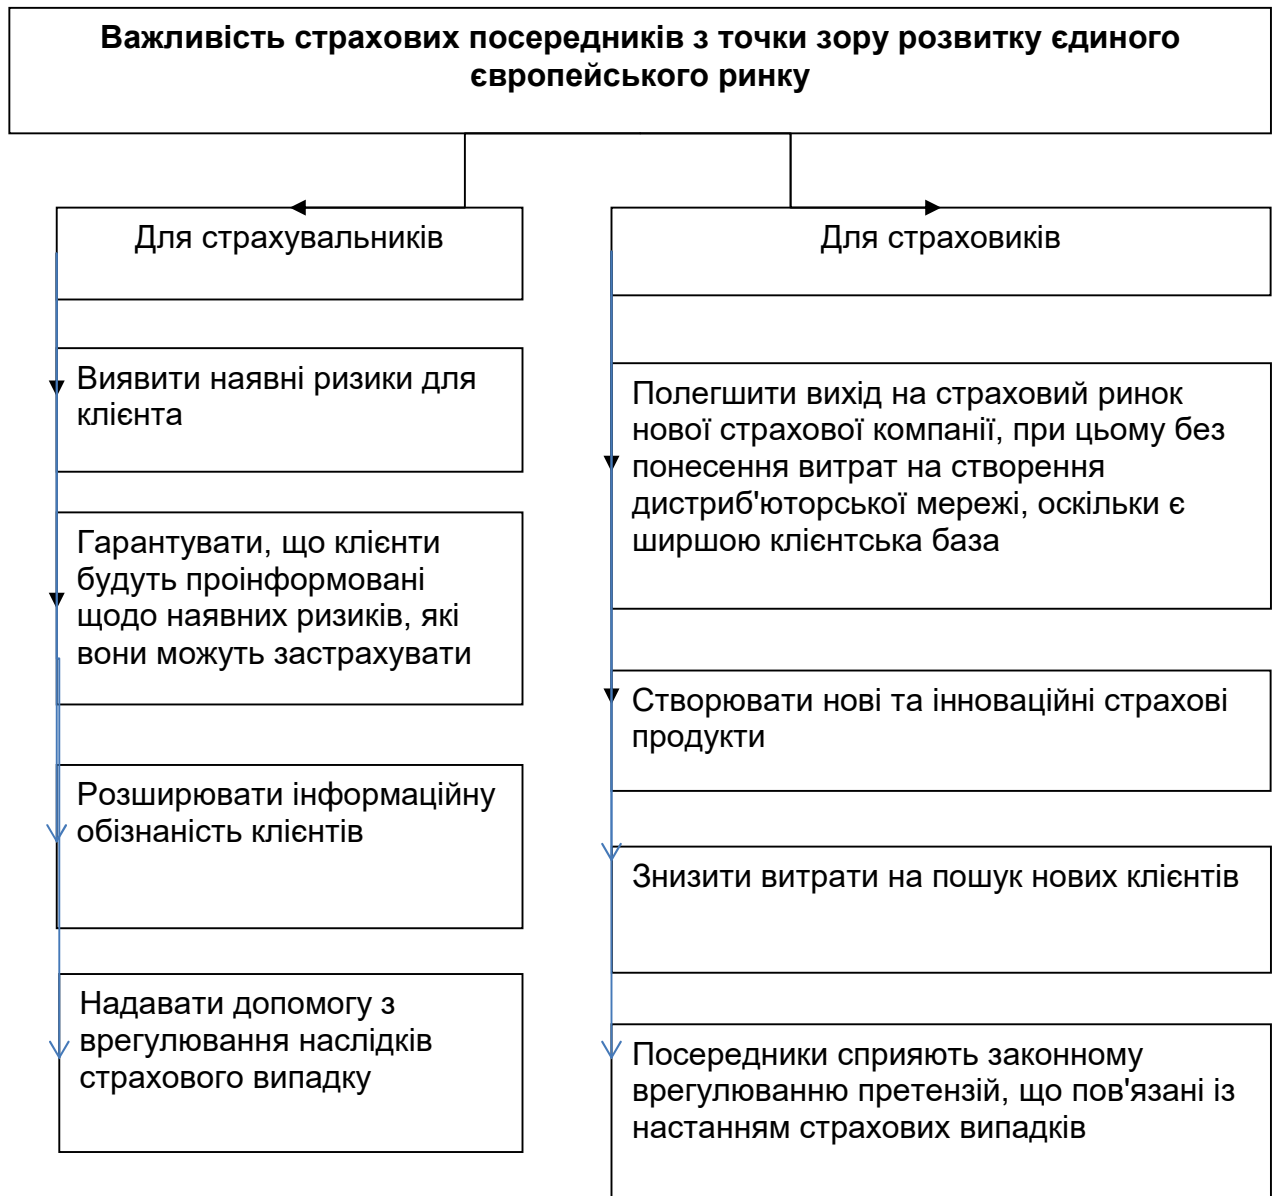 Важливість страхових посередників з точки зору розвитку єдиного
європейського ринку
Для страхувальників
Виявити наявні ризики для
клієнта
Гарантувати, що клієнти
будуть проінформовані
щодо наявних ризиків, які
вони можуть застрахувати
Розширювати інформаційну
обізнаність клієнтів
Надавати допомогу з
врегулювання наслідків
страхового випадку
Для страховиків
Полегшити вихід на страховий ринок
нової страхової компанії, при цьому без
понесення витрат на створення
дистриб'юторської мережі, оскільки є
ширшою клієнтська база
Створювати нові та інноваційні страхові
продукти
Знизити витрати на пошук нових клієнтів
Посередники сприяють законному
врегулюванню претензій, що пов'язані із
настанням страхових випадків